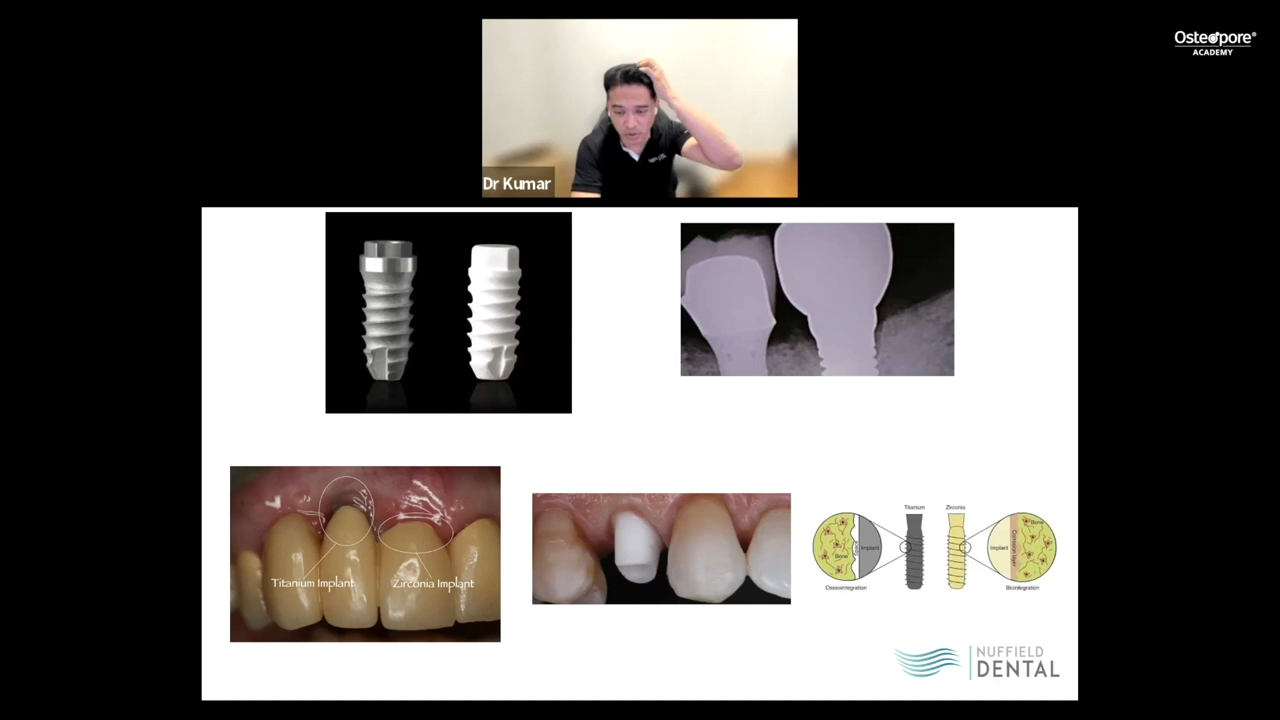 Osteopore®
ACADEMY
Dr Kumar
Titanium Implant
Zirconia Implant
Titanium
Zirconia
Bone
Implant
Implant
Bone
Osseointegration
Biointegration
NUFFIELD
DENTAL